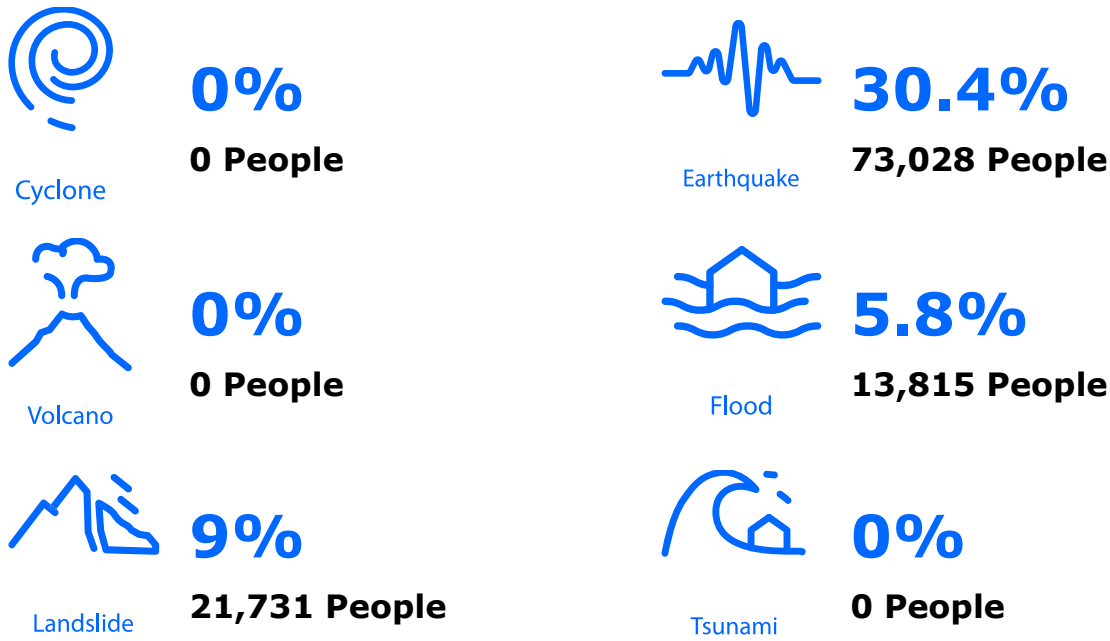 0%
0 People
Cyclone
30.4%
73,028 People
Earthquake
0%
0 People
Volcano
5.8%
13,815 People
Flood
9%
21,731 People
Landslide
0%
0 People
Tsunami